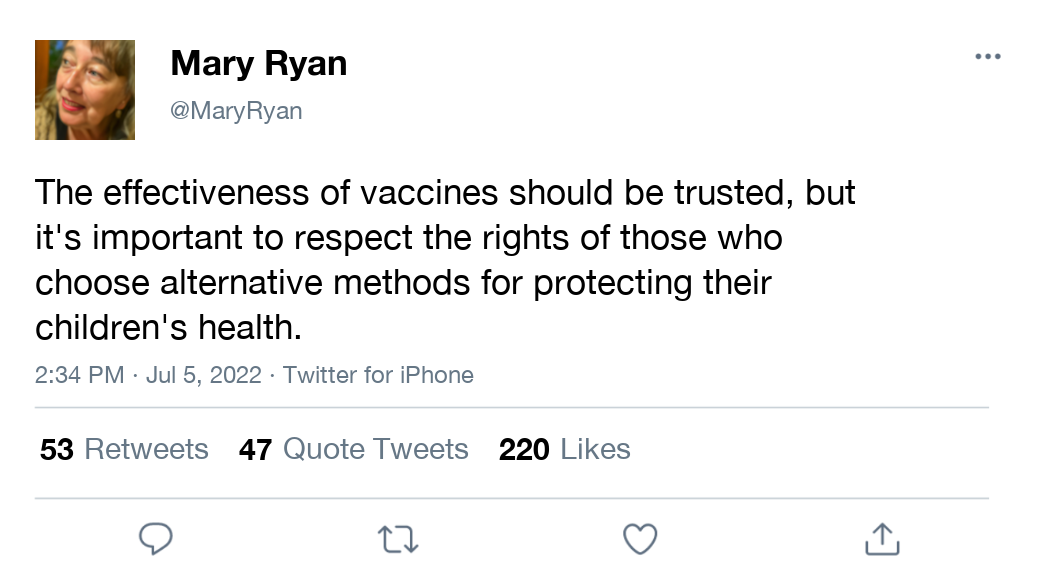 Mary Ryan
@MaryRyan
The effectiveness of vaccines should be trusted, but
it's important to respect the rights of those who
choose alternative methods for protecting their
children's health.
2:34 PM · Jul 5, 2022 · Twitter for iPhone
53 Retweets 47 Quote Tweets 220 Likes